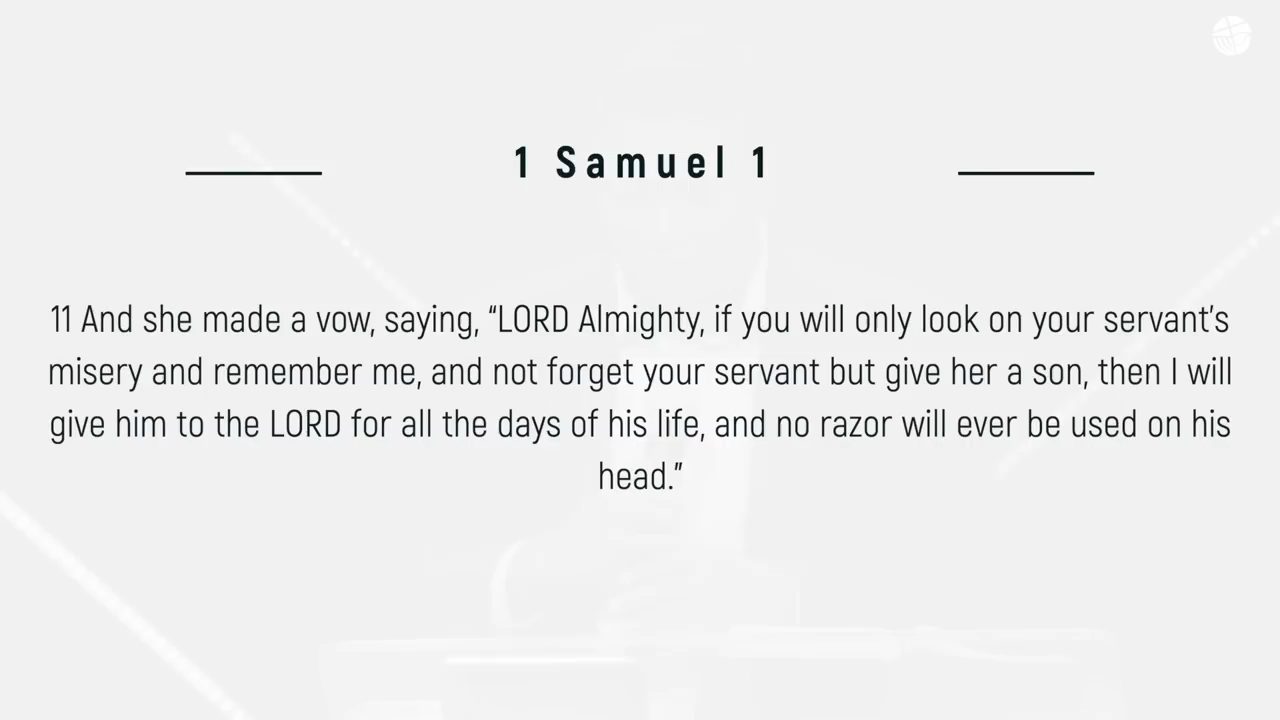 1 Samuel 1
11 And she made a vow, saying, “LORD Almighty, if you will only look on your servant’s
misery and remember me, and not forget your servant but give her a son, then I will
give him to the LORD for all the days of his life, and no razor will ever be used on his
head.”